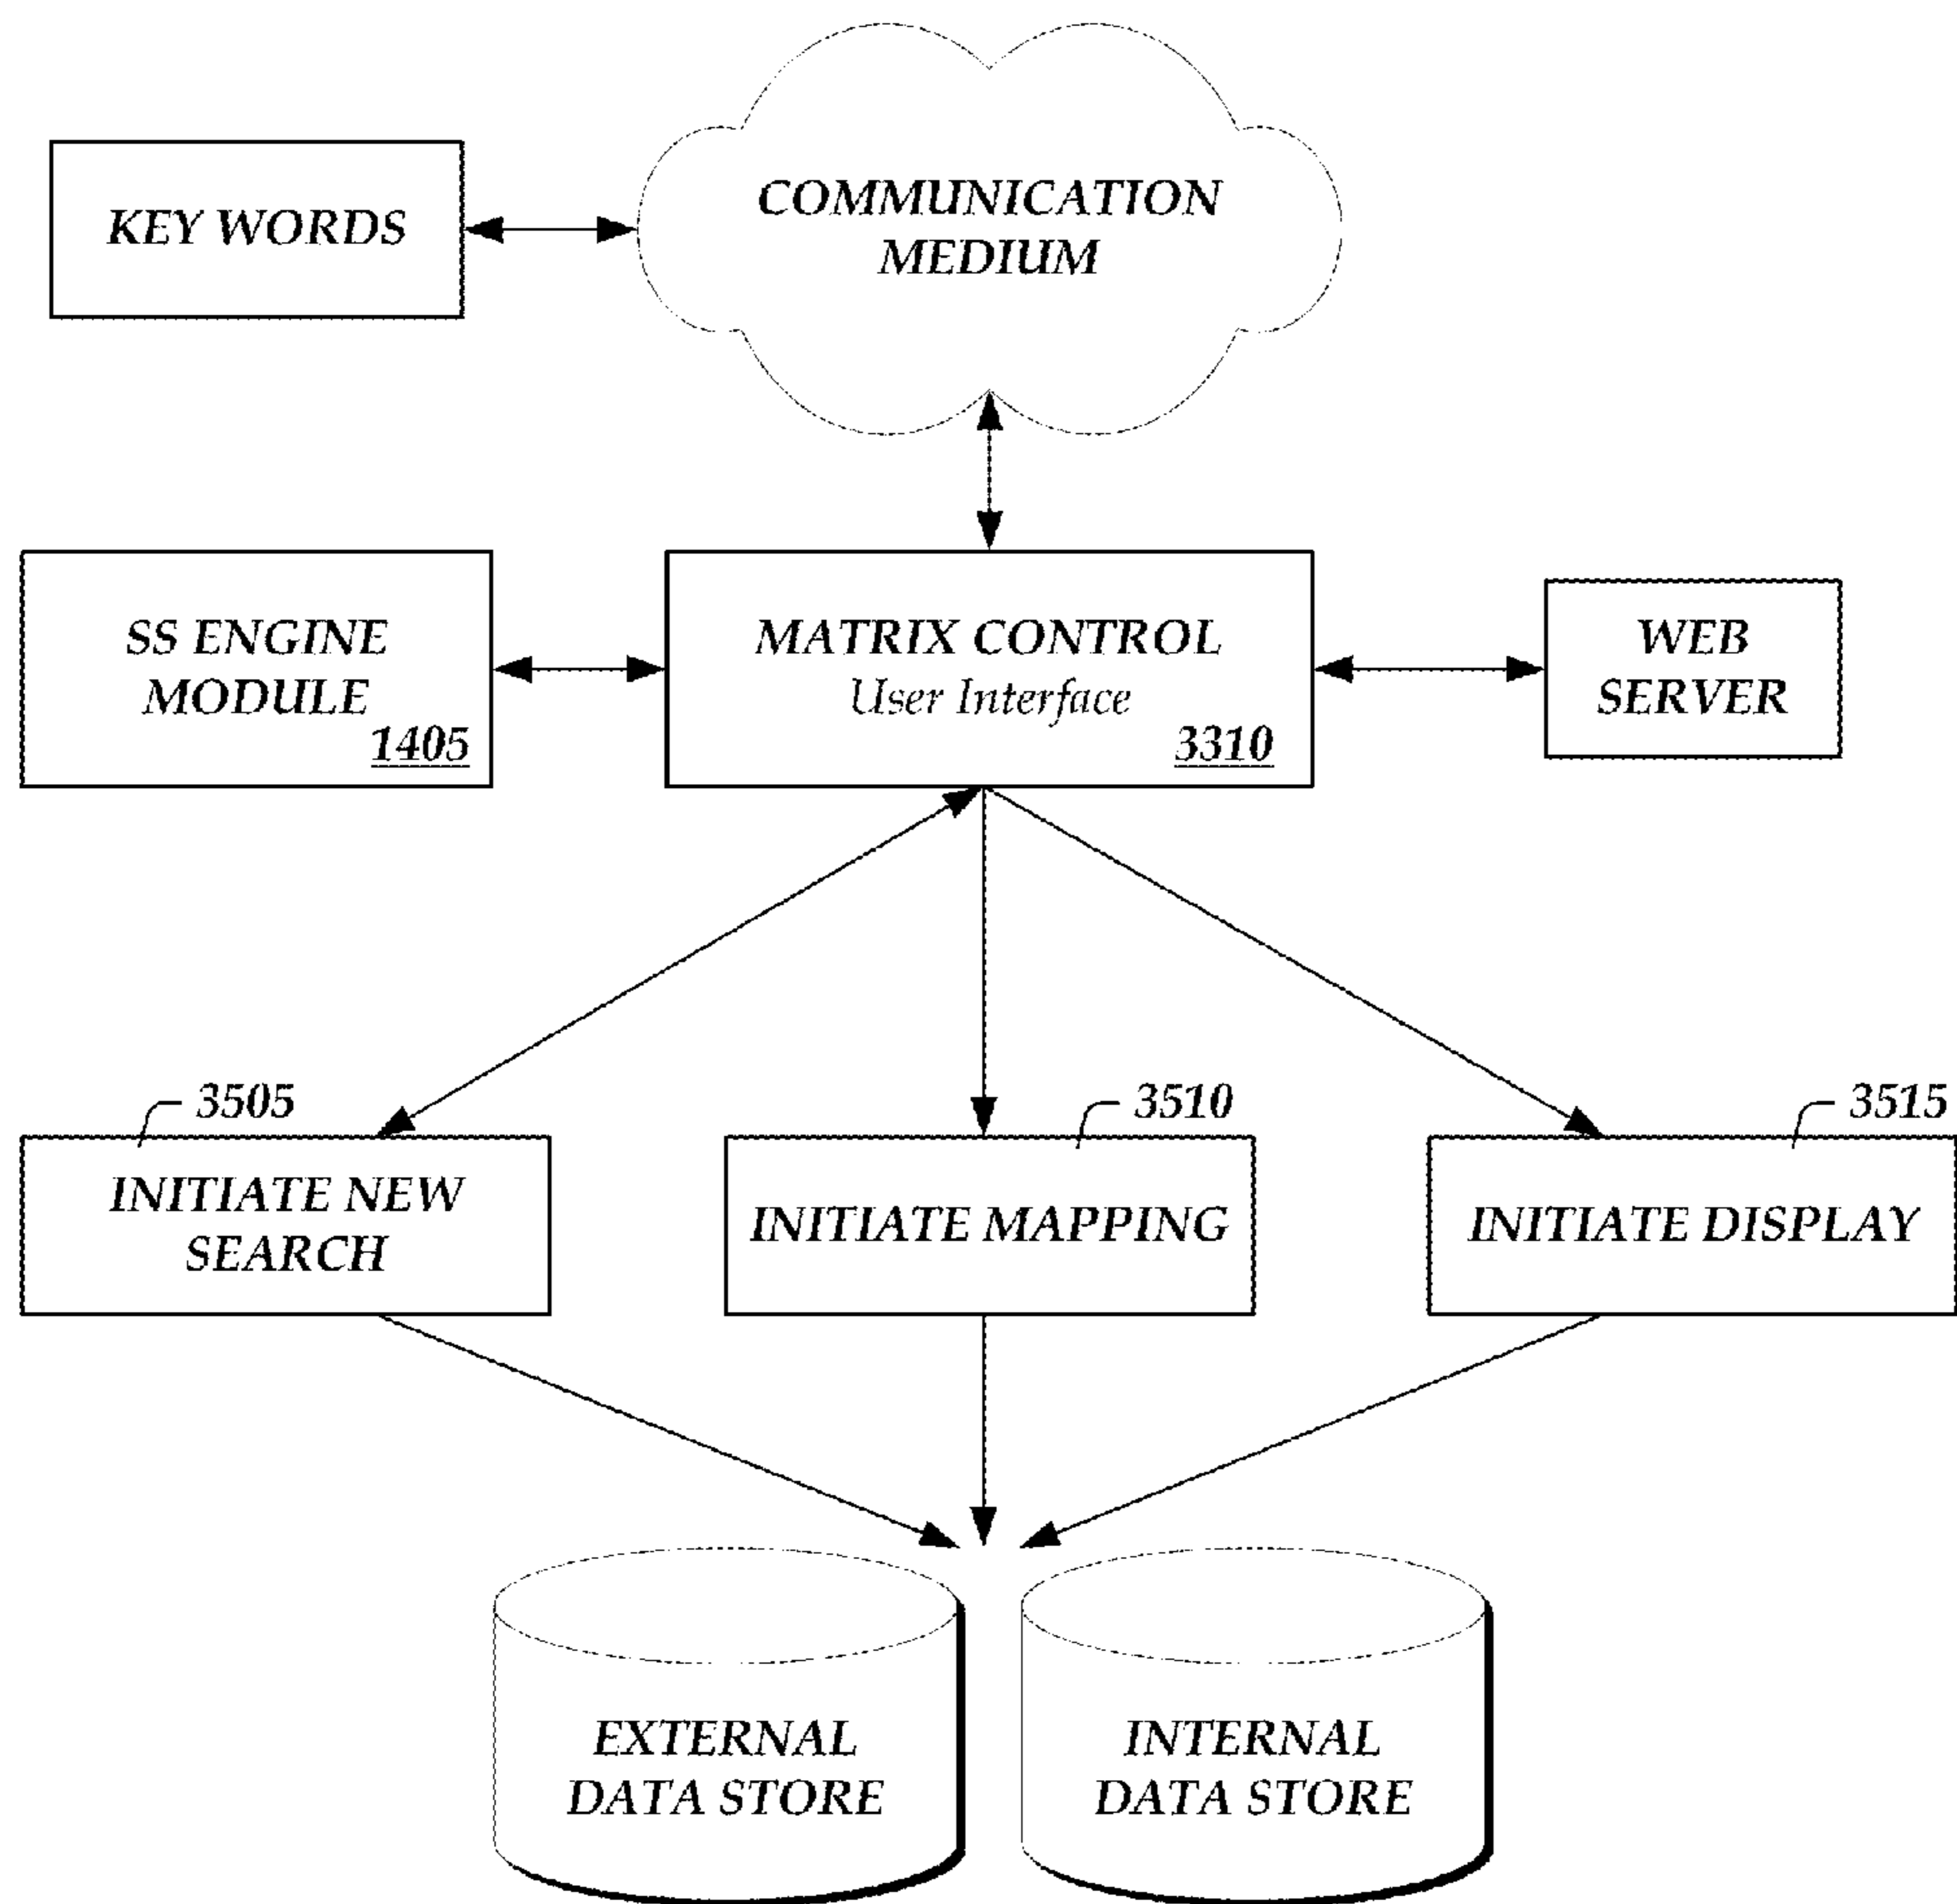 COMMUNICATION
MEDIUM
KEY WORDS
SS ENGINE
MODULE
1405
MATRIX CONTROL
User Interface
3310
WEB
SERVER
3505
INITIATE NEW
SEARCH
3510
INITIATE MAPPING
3515
INITIATE DISPLAY
EXTERNAL
DATA STORE
INTERNAL
DATA STORE